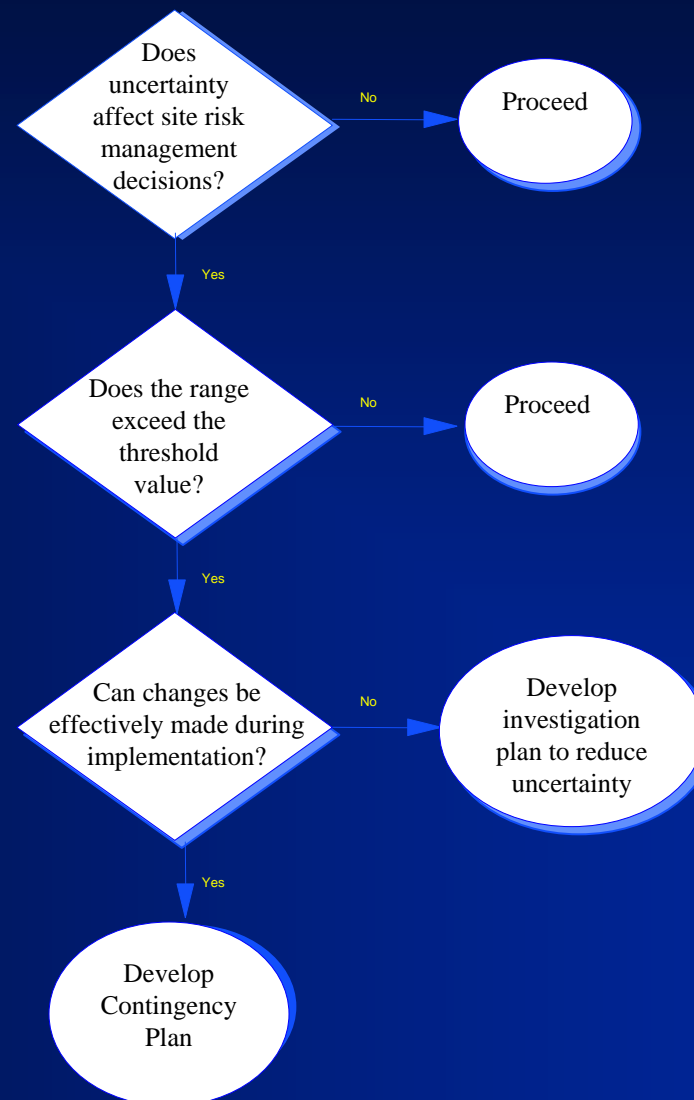 Does
uncertainty
affect site risk
management
decisions?
No
Proceed
Yes
Does the range
exceed the
threshold
value?
No
Proceed
Yes
Can changes be
effectively made during
implementation?
No
Develop
investigation
plan to reduce
uncertainty
Yes
Develop
Contingency
Plan